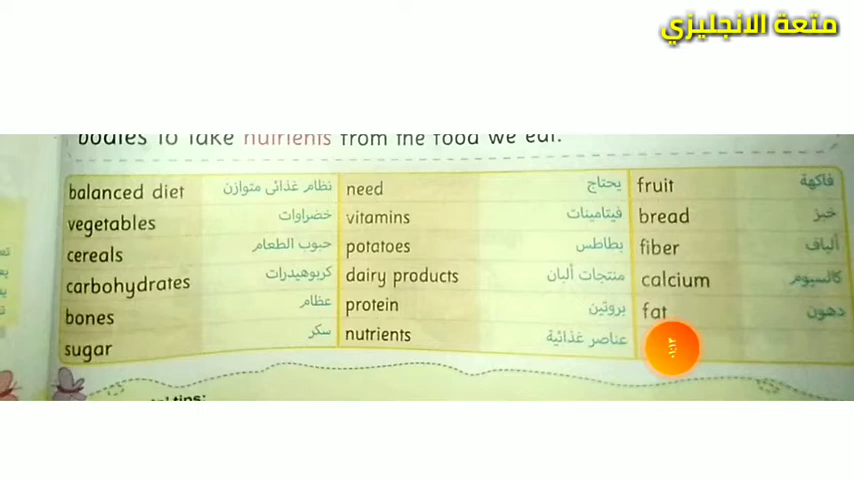 متعة الانجليزي
bodies to take nutrients from the food we eat.
balanced diet نظام غذائى متوازن need يحتاج fruit فاكهة
vegetables خضراوات vitamins فيتامينات bread خبز
cereals حبوب الطعام potatoes بطاطس fiber ألياف
carbohydrates كربوهيدرات dairy products منتجات ألبان calcium كالسيوم
bones عظام protein بروتين fat دهون
sugar سكر nutrients عناصر غذائية
tips: